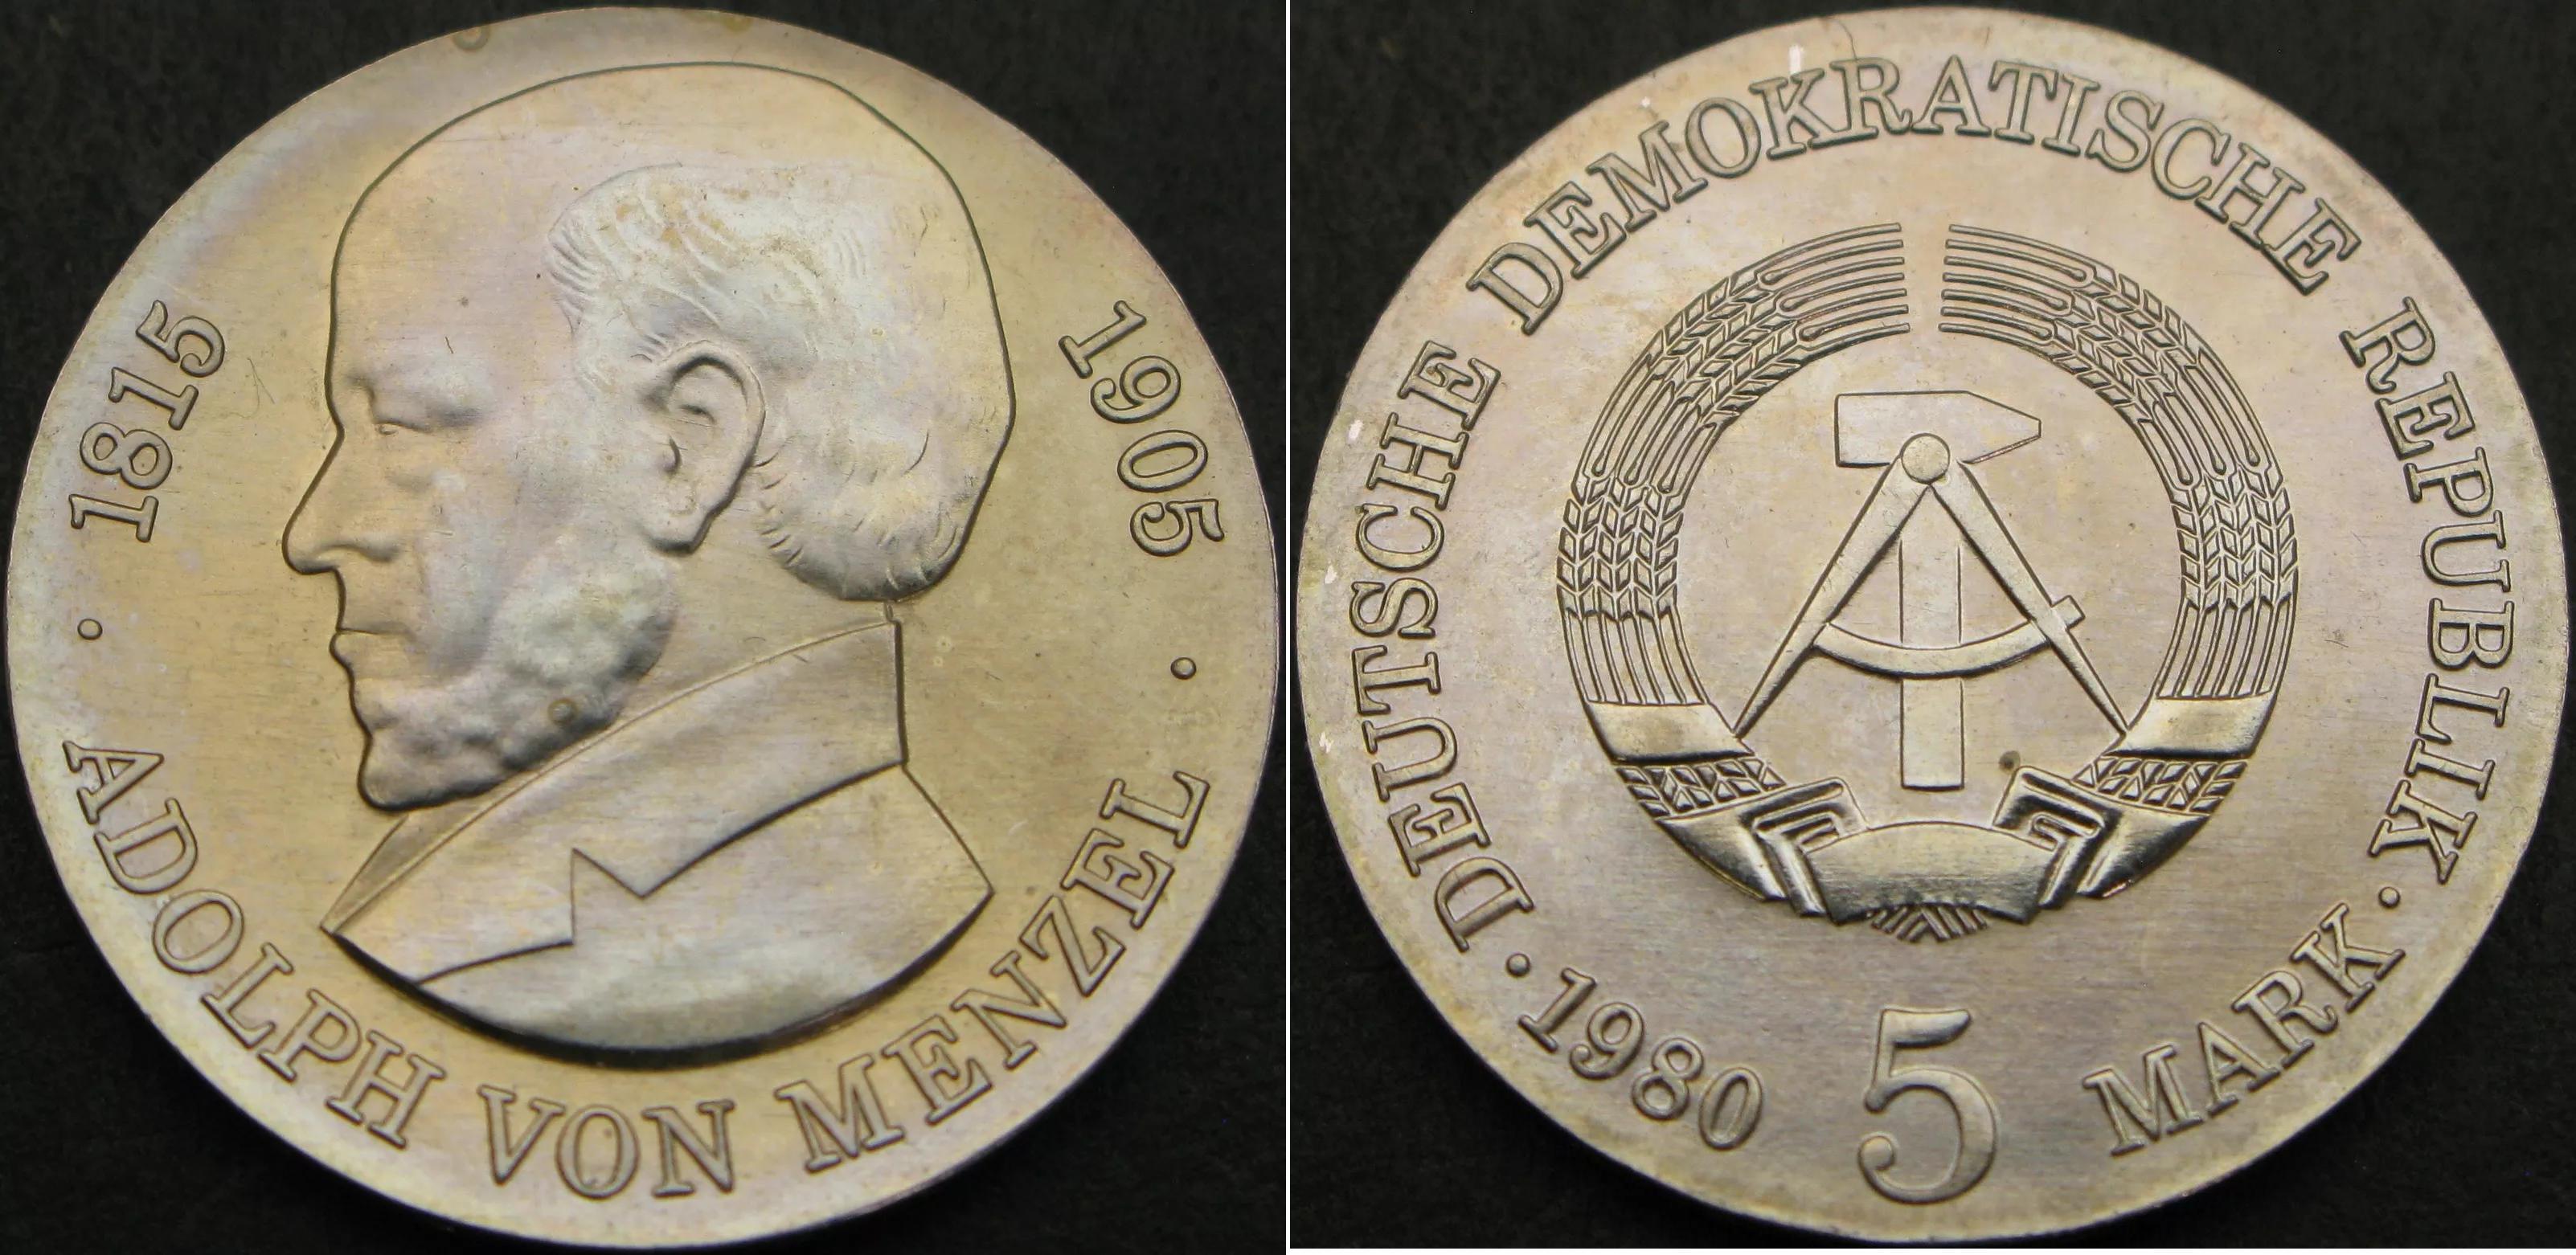 · 1815
1905 ·
ADOLPH VON MENZEL
DEUTSCHE DEMOKRATISCHE REPUBLIK
· 1980
5
MARK ·